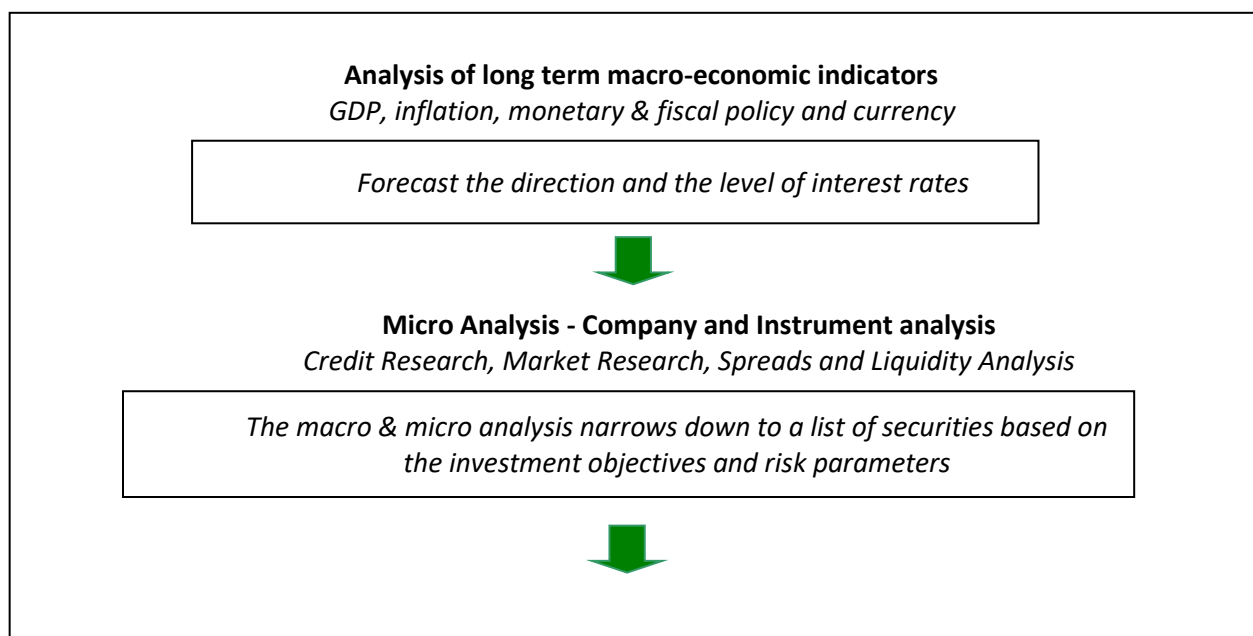 Analysis of long term macro-economic indicators
GDP, inflation, monetary & fiscal policy and currency
Forecast the direction and the level of interest rates
Micro Analysis - Company and Instrument analysis
Credit Research, Market Research, Spreads and Liquidity Analysis
The macro & micro analysis narrows down to a list of securities based on
the investment objectives and risk parameters